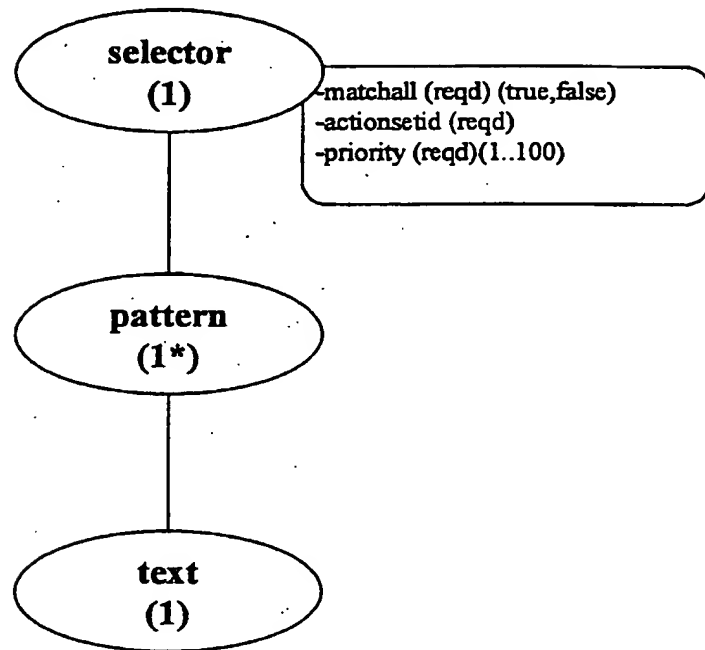 selector
(1)
-matchall (reqd) (true,false)
-actionsetid (reqd)
-priority (reqd)(1..100)
pattern
(1*)
text
(1)